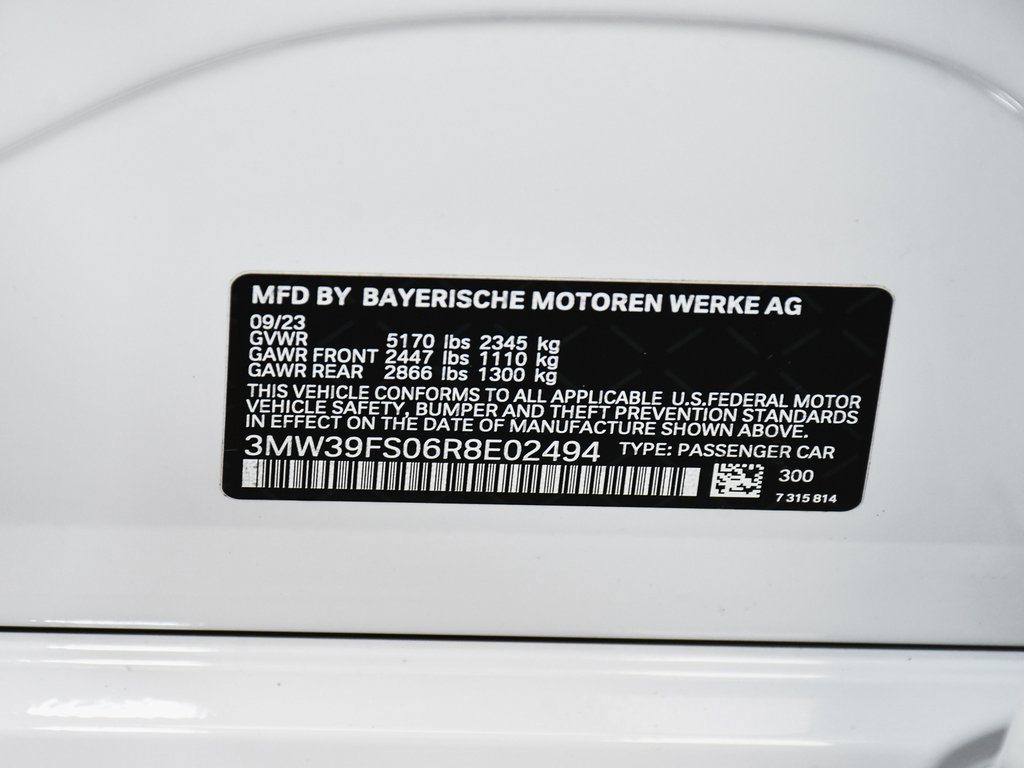 MFD BY BAYERISCHE MOTOREN WERKE AG
09/23
GVWR 5170 lbs 2345 kg
GAWR FRONT 2447 lbs 1110 kg
GAWR REAR 2866 lbs 1300 kg
THIS VEHICLE CONFORMS TO ALL APPLICABLE U.S.FEDERAL MOTOR
VEHICLE SAFETY, BUMPER AND THEFT PREVENTION STANDARDS
IN EFFECT ON THE DATE OF MANUFACTURE SHOWN ABOVE.
3MW39FS06R8E02494 TYPE: PASSENGER CAR
300
7 315 814